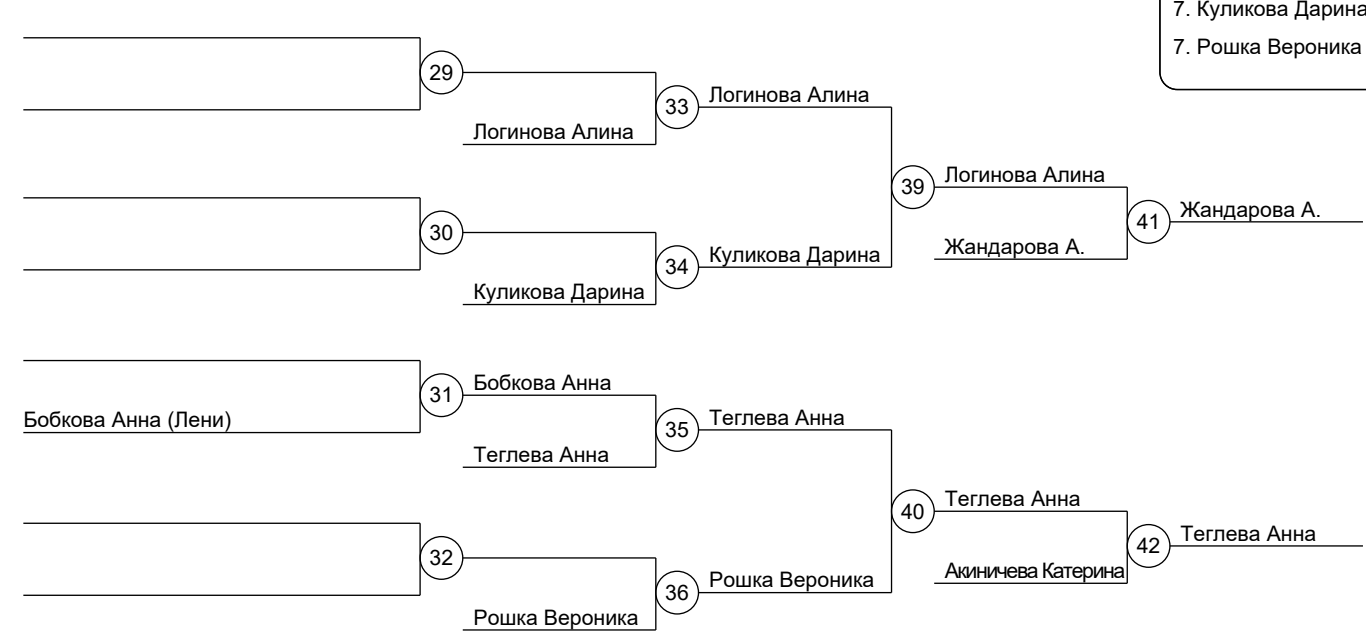 7. Куликова Дарина
7. Рошка Вероника
29
33
Логинова Алина
Логинова Алина
39
Логинова Алина
41
Жандарова А.
30
34
Куликова Дарина
Жандарова А.
Куликова Дарина
31
Бобкова Анна
35
Теглева Анна
Бобкова Анна (Лени)
Теглева Анна
40
Теглева Анна
42
Теглева Анна
32
36
Рошка Вероника
Акиничева Катерина
Рошка Вероника